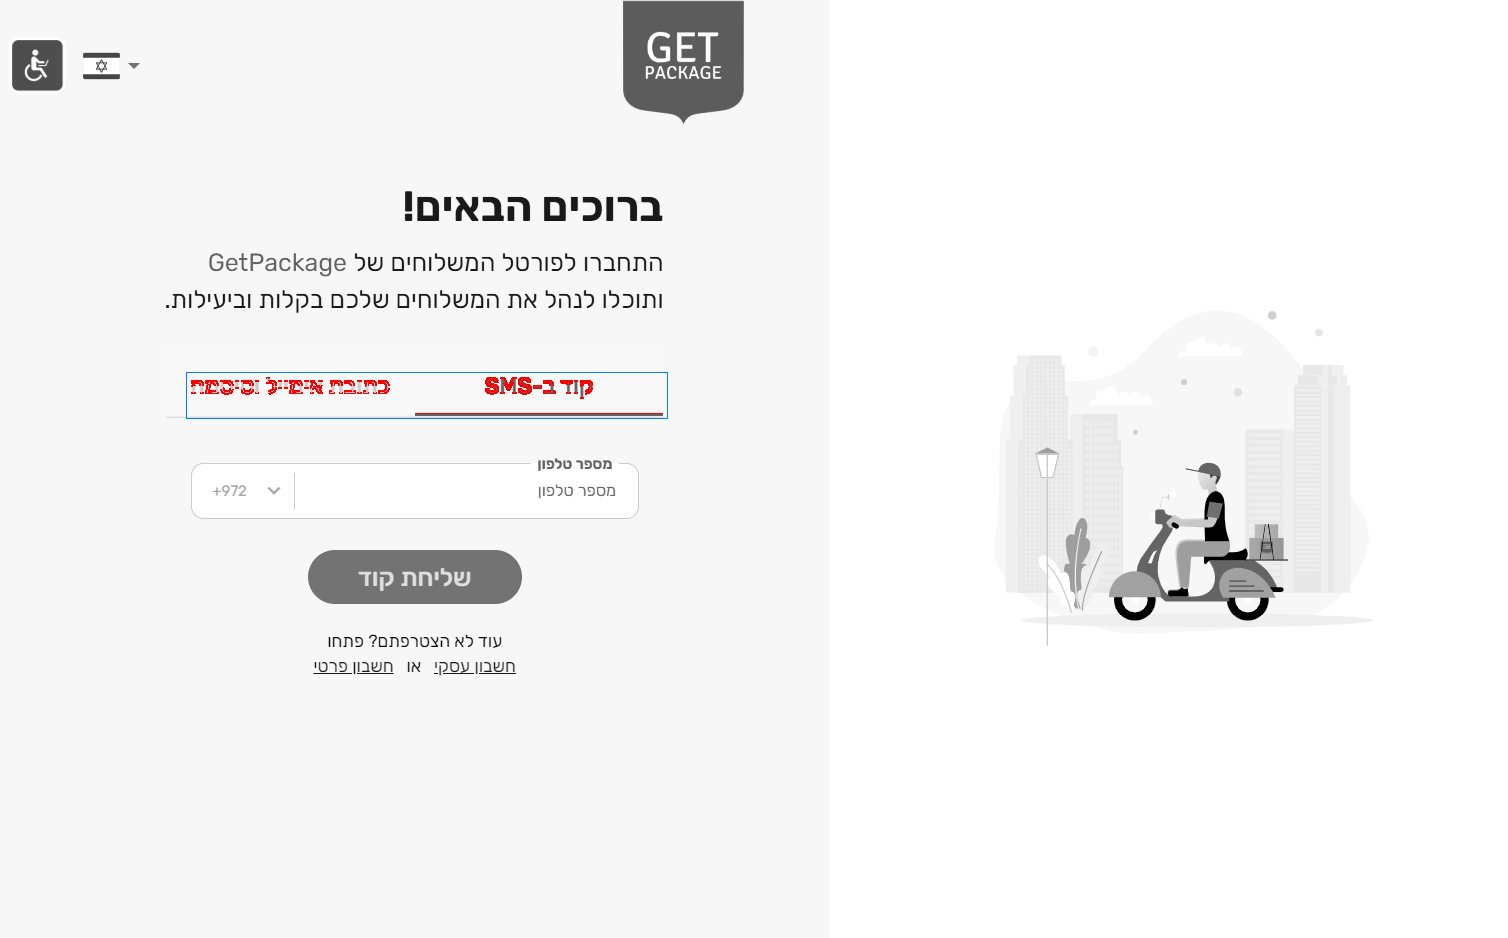 GET
PACKAGE
ברוכים הבאים!
התחברו לפורטל המשלוחים של GetPackage
ותוכלו לנהל את המשלוחים שלכם בקלות וביעילות.
קוד ב-SMS
כתובת אימייל וסיסמה
מספר טלפון
מספר טלפון
+972
שליחת קוד
עוד לא הצטרפתם? פתחו
חשבון עסקי או חשבון פרטי